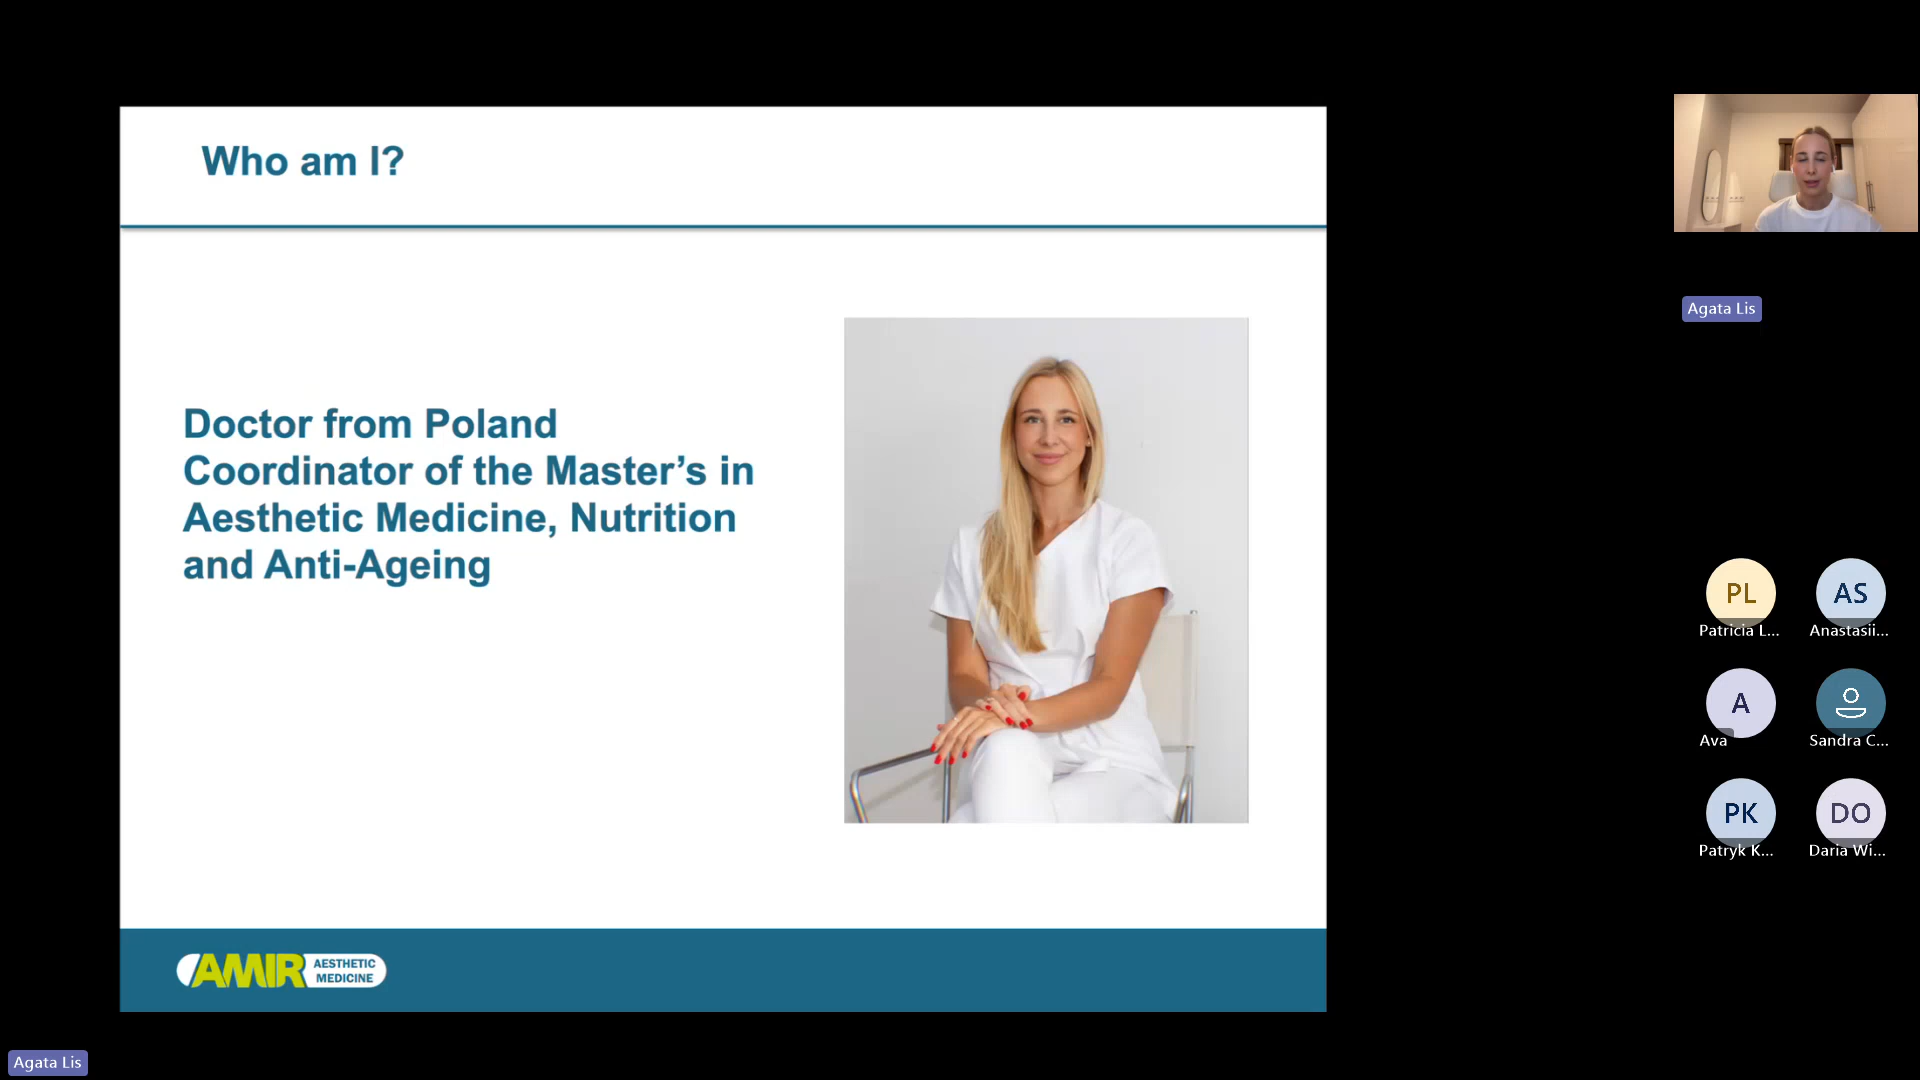 Who am I?
Doctor from Poland
Coordinator of the Master's in
Aesthetic Medicine, Nutrition
and Anti-Ageing
AMIR AESTHETIC
MEDICINE
Agata Lis
PL
AS
Patricia L...
Anastasii...
A
Ava
Sandra C...
PK
DO
Patryk K...
Daria Wi...
Agata Lis